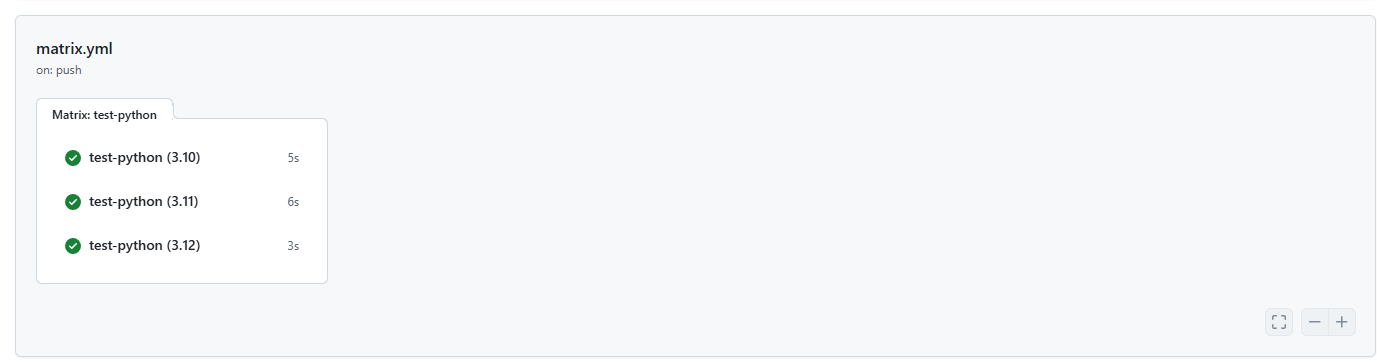 matrix.yml
on: push
Matrix: test-python
test-python (3.10) 5s
test-python (3.11) 6s
test-python (3.12) 3s